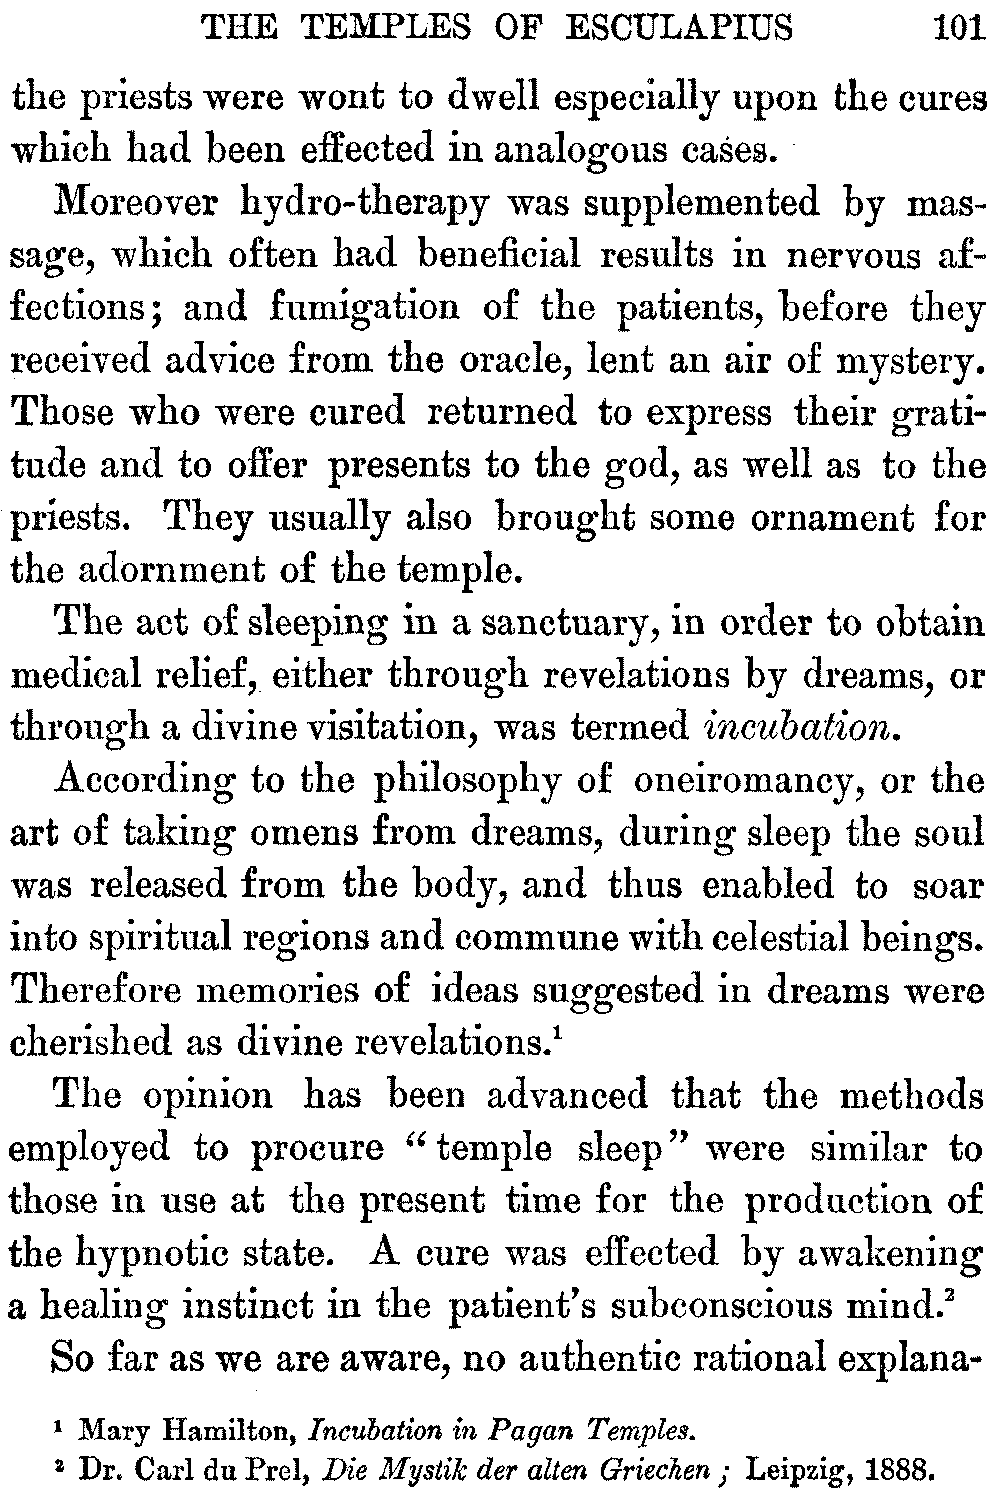 THE TEMPLES OF ESCULAPIUS 101
the priests were wont to dwell especially upon the cures
which had been effected in analogous cases.
Moreover hydro-therapy was supplemented by mas-
sage, which often had beneficial results in nervous af-
fections; and fumigation of the patients, before they
received advice from the oracle, lent an air of mystery.
Those who were cured returned to express their grati-
tude and to offer presents to the god, as well as to the
priests. They usually also brought some ornament for
the adornment of the temple.
The act of sleeping in a sanctuary, in order to obtain
medical relief, either through revelations by dreams, or
through a divine visitation, was termed incubation.
According to the philosophy of oneiromancy, or the
art of taking omens from dreams, during sleep the soul
was released from the body, and thus enabled to soar
into spiritual regions and commune with celestial beings.
Therefore memories of ideas suggested in dreams were
cherished as divine revelations.¹
The opinion has been advanced that the methods
employed to procure “temple sleep” were similar to
those in use at the present time for the production of
the hypnotic state. A cure was effected by awakening
a healing instinct in the patient's subconscious mind.²
So far as we are aware, no authentic rational explana-
¹ Mary Hamilton, Incubation in Pagan Temples.
² Dr. Carl du Prel, Die Mystik der alten Griechen; Leipzig, 1888.